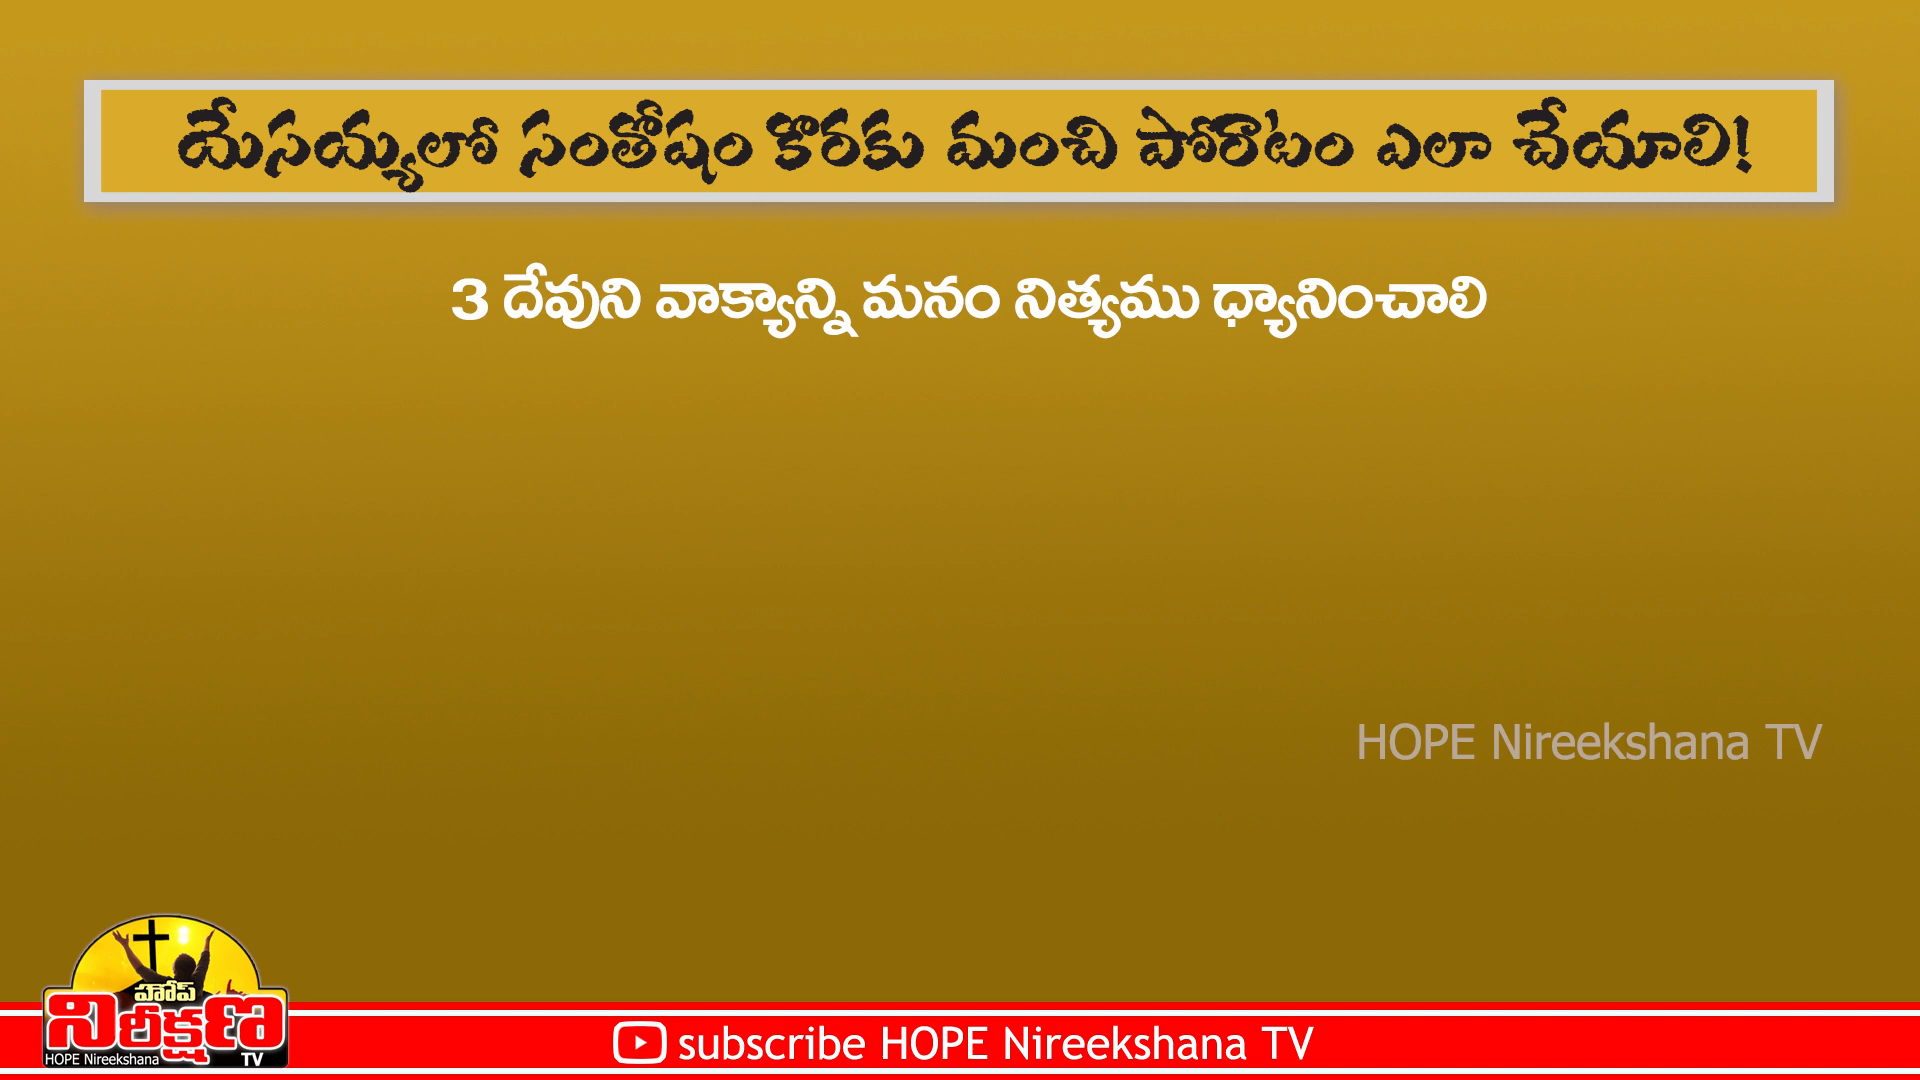 యేసయ్యలో సంతోషం కొరకు మంచి పోరాటం ఎలా చేయాలి!
3 దేవుని వాక్యాన్ని మనం నిత్యము ధ్యానించాలి
HOPE Nireekshana TV
హోప్
నిరీక్షణ
HOPE Nireekshana TV
subscribe HOPE Nireekshana TV